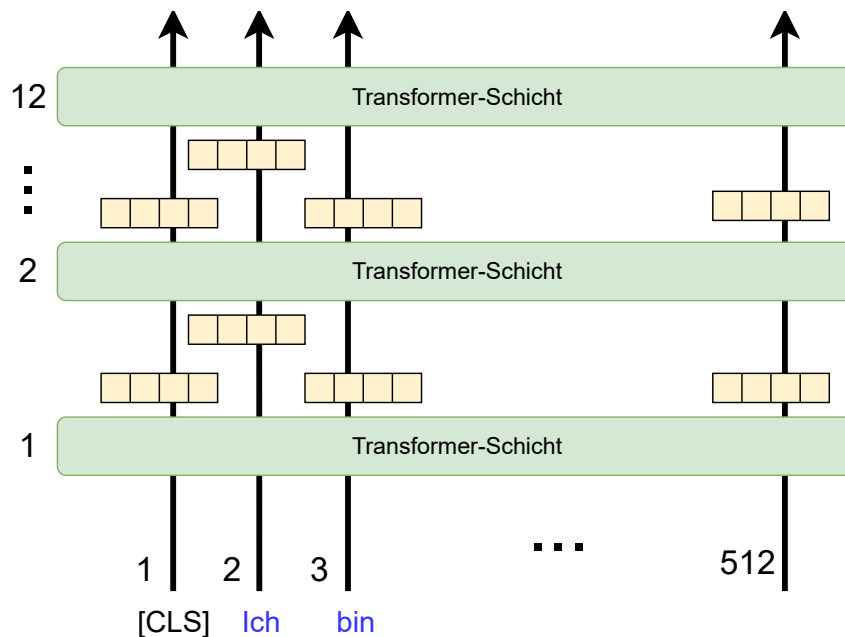 12 Transformer-Schicht
⋮
2 Transformer-Schicht
1 Transformer-Schicht
1 2 3 ... 512
[CLS] Ich bin